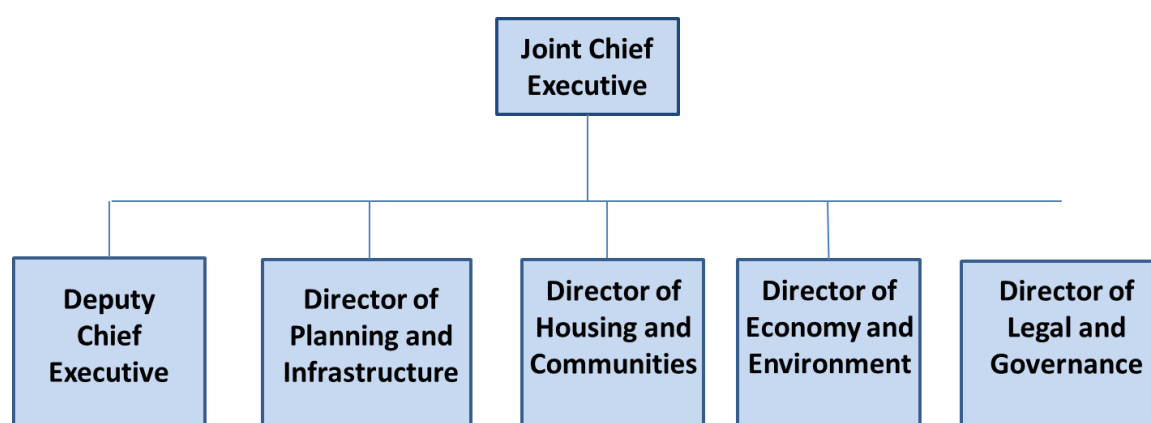 Joint Chief
Executive
Deputy
Chief
Executive
Director of
Planning and
Infrastructure
Director of
Housing and
Communities
Director of
Economy and
Environment
Director of
Legal and
Governance